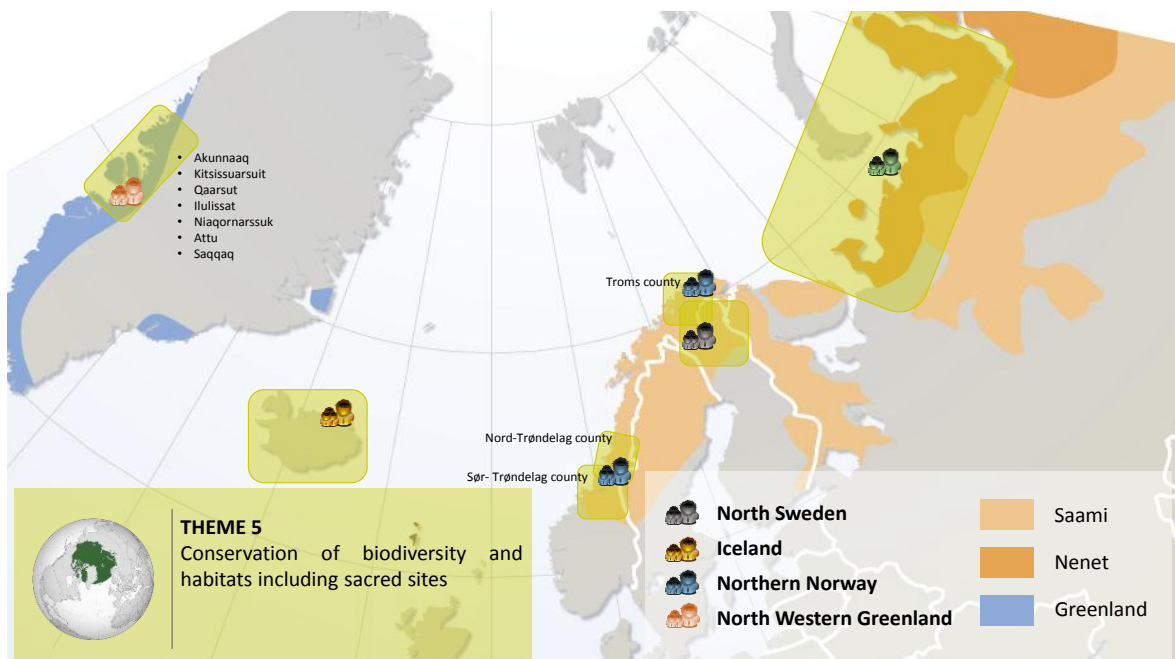 • Akunnaaq
• Kitsissuarsuit
• Qaarsut
• Ilulissat
• Niaqornarssuk
• Attu
• Saqqaq
Troms county
Nord-Trøndelag county
Sør- Trøndelag county
THEME 5
Conservation of biodiversity and
habitats including sacred sites
North Sweden
Iceland
Northern Norway
North Western Greenland
Saami
Nenet
Greenland